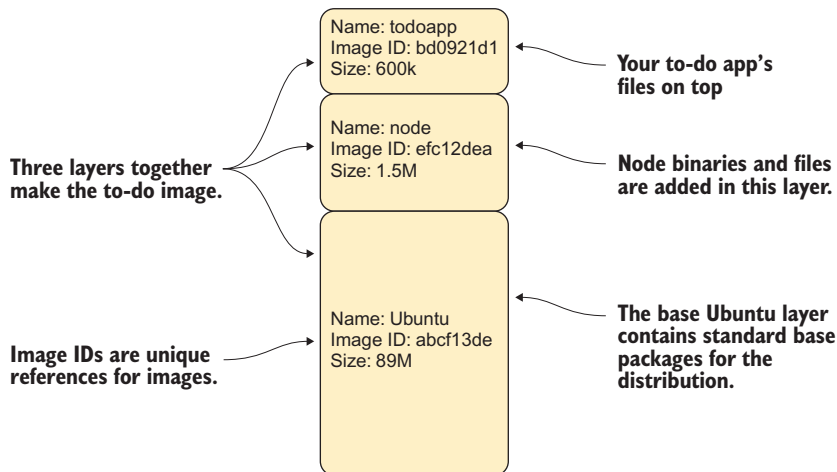 Name: todoapp
Image ID: bd0921d1
Size: 600k
Your to-do app's
files on top
Name: node
Image ID: efc12dea
Size: 1.5M
Three layers together
make the to-do image.
Node binaries and files
are added in this layer.
Name: Ubuntu
Image ID: abcf13de
Size: 89M
Image IDs are unique
references for images.
The base Ubuntu layer
contains standard base
packages for the
distribution.